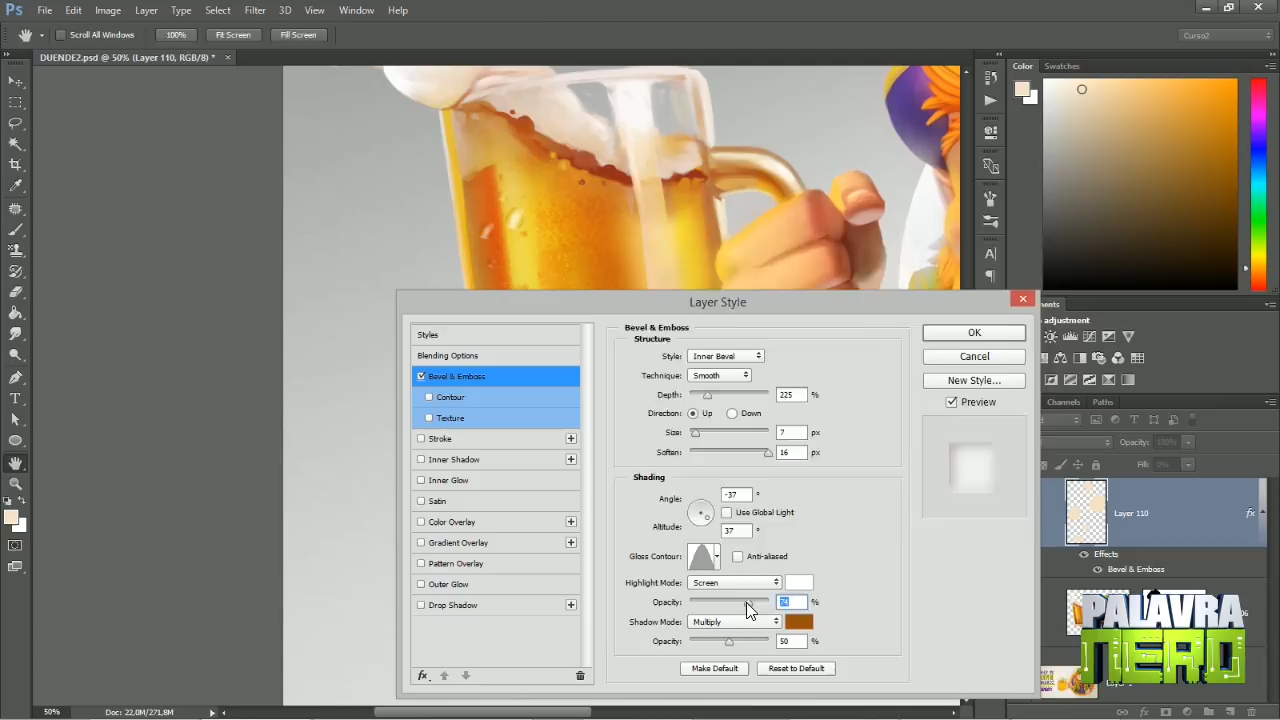 Ps File Edit Image Layer Type Select Filter 3D View Window Help
Scroll All Windows 100% Fit Screen Fill Screen Curso2
DUENDE2.psd @ 50% (Layer 110, RGB/8) * ×
Color Swatches
Layer Style
Styles
Blending Options
Bevel & Emboss
Contour
Texture
Stroke
Inner Shadow
Inner Glow
Satin
Color Overlay
Gradient Overlay
Pattern Overlay
Outer Glow
Drop Shadow
fx
Bevel & Emboss
Structure
Style: Inner Bevel
Technique: Smooth
Depth: 225 %
Direction: Up Down
Size: 7 px
Soften: 16 px
Shading
Angle: -37 °
Use Global Light
Altitude: 37 °
Gloss Contour: Anti-aliased
Highlight Mode: Screen
Opacity: 74 %
Shadow Mode: Multiply
Opacity: 50 %
Make Default Reset to Default
OK
Cancel
New Style...
Preview
ments
adjustment
Channels Paths
Opacity: 100%
Fill: 0%
Layer 110 fx
Effects
Bevel & Emboss
06
PALAVRA
NERD
50% Doc: 22,0M/271,8M